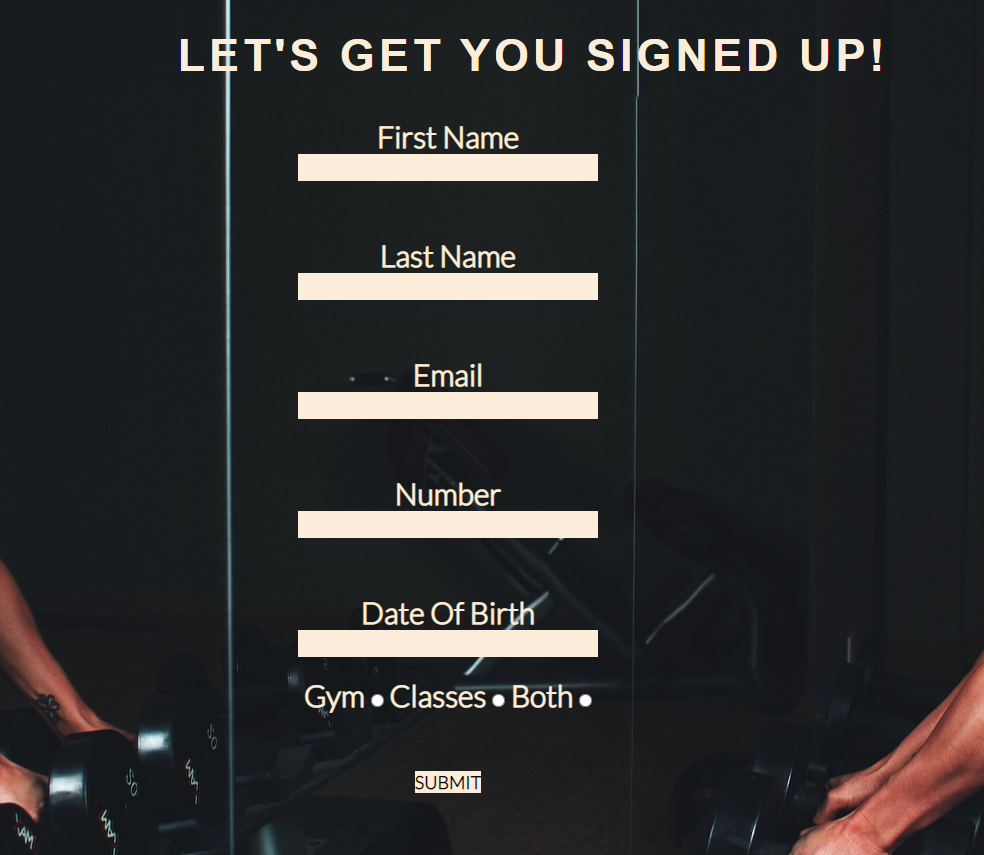 LET'S GET YOU SIGNED UP!
First Name
Last Name
Email
Number
Date Of Birth
Gym Classes Both
SUBMIT